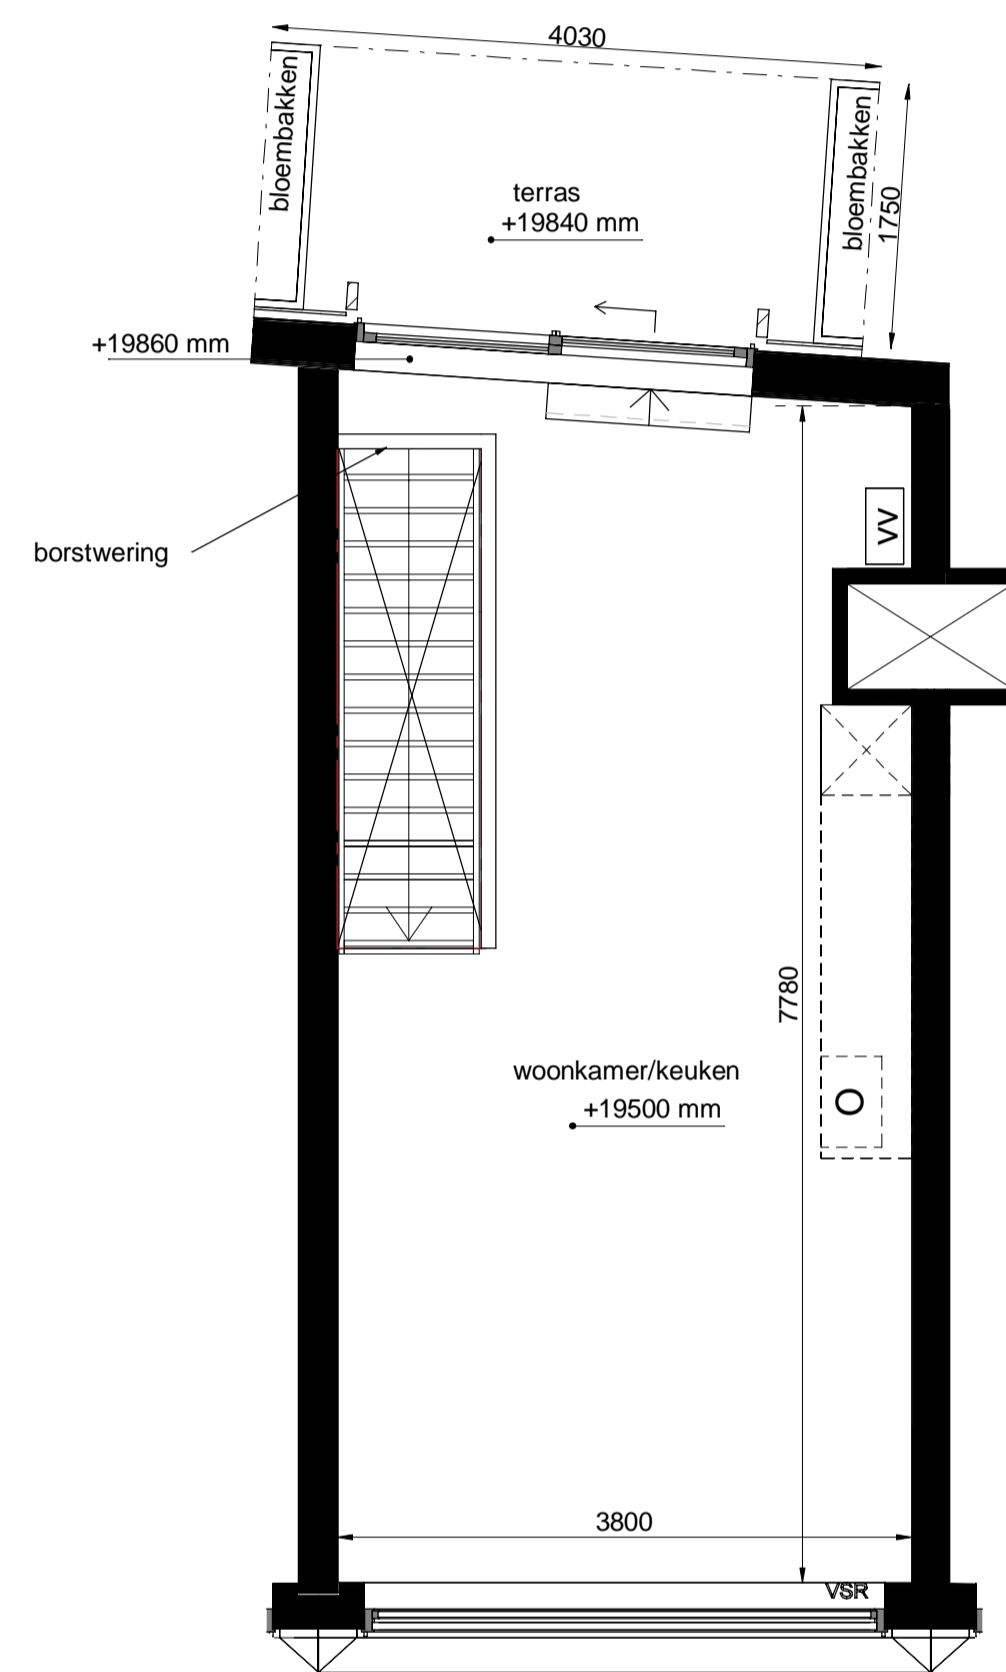 4030
bloembakken
bloembakken
1750
terras
+19840 mm
+19860 mm
borstwering
VV
7780
woonkamer/keuken
+19500 mm
O
3800
VSR